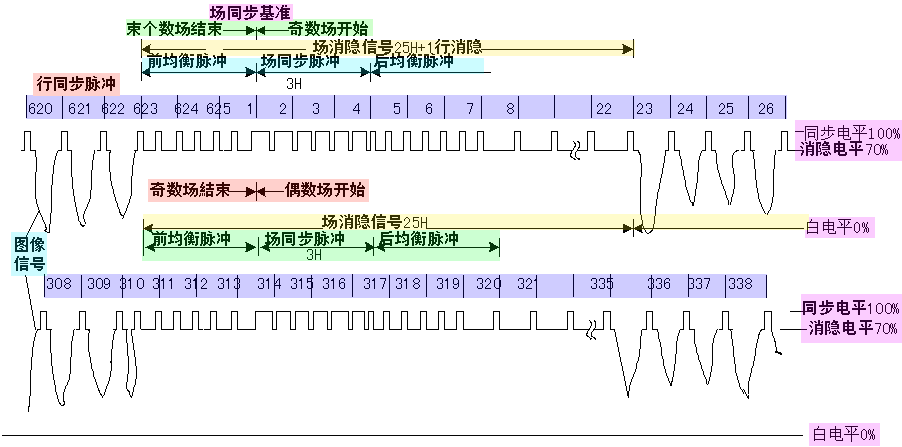 场同步基准
束个数场结束
奇数场开始
场消隐信号25H+1行消隐
前均衡脉冲
场同步脉冲
后均衡脉冲
3H
行同步脉冲
620 621 622 623 624 625 1 2 3 4 5 6 7 8 22 23 24 25 26
同步电平100%
消隐电平70%
奇数场结束
偶数场开始
场消隐信号25H
白电平0%
前均衡脉冲
场同步脉冲
后均衡脉冲
3H
图像
信号
308 309 310 311 312 313 314 315 316 317 318 319 320 321 335 336 337 338
同步电平100%
消隐电平70%
白电平0%